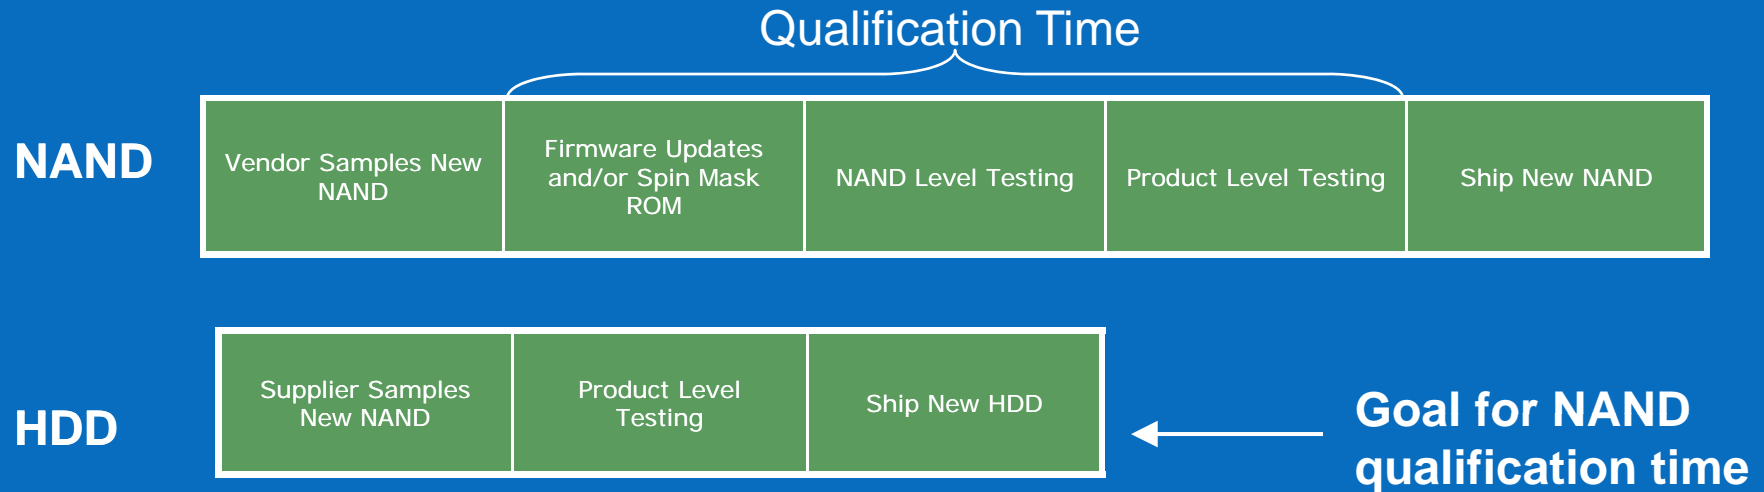 Qualification Time
NAND
Vendor Samples New
NAND
Firmware Updates
and/or Spin Mask
ROM
NAND Level Testing
Product Level Testing
Ship New NAND
HDD
Supplier Samples
New NAND
Product Level
Testing
Ship New HDD
Goal for NAND
qualification time